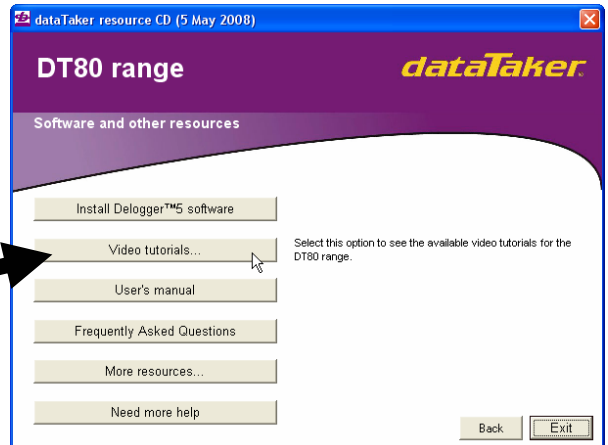 dataTaker resource CD (5 May 2008)
DT80 range
dataTaker
Software and other resources
Install Delogger™5 software
Video tutorials...
Select this option to see the available video tutorials for the
DT80 range.
User's manual
Frequently Asked Questions
More resources...
Need more help
Back
Exit